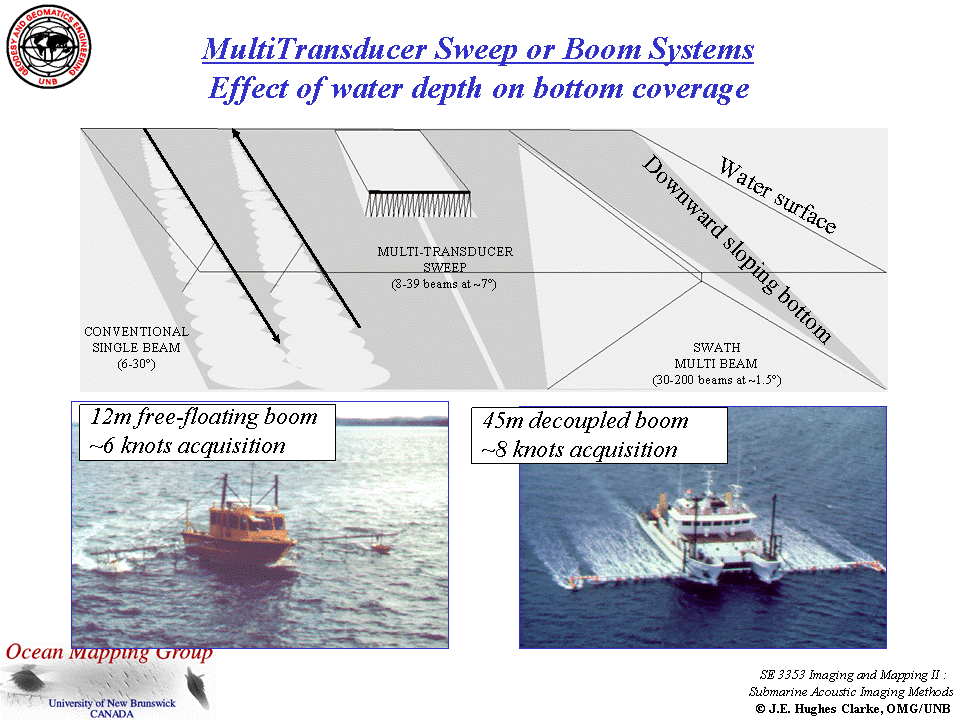 GEODESY AND GEOMATICS ENGINEERING
UNB
MultiTransducer Sweep or Boom Systems
Effect of water depth on bottom coverage
Water surface
Downward sloping bottom
MULTI-TRANSDUCER
SWEEP
(8-39 beams at ~7°)
CONVENTIONAL
SINGLE BEAM
(6-30°)
SWATH
MULTI BEAM
(30-200 beams at ~1.5°)
12m free-floating boom
~6 knots acquisition
45m decoupled boom
~8 knots acquisition
Ocean Mapping Group
University of New Brunswick
CANADA
SE 3353 Imaging and Mapping II :
Submarine Acoustic Imaging Methods
© J.E. Hughes Clarke, OMG/UNB